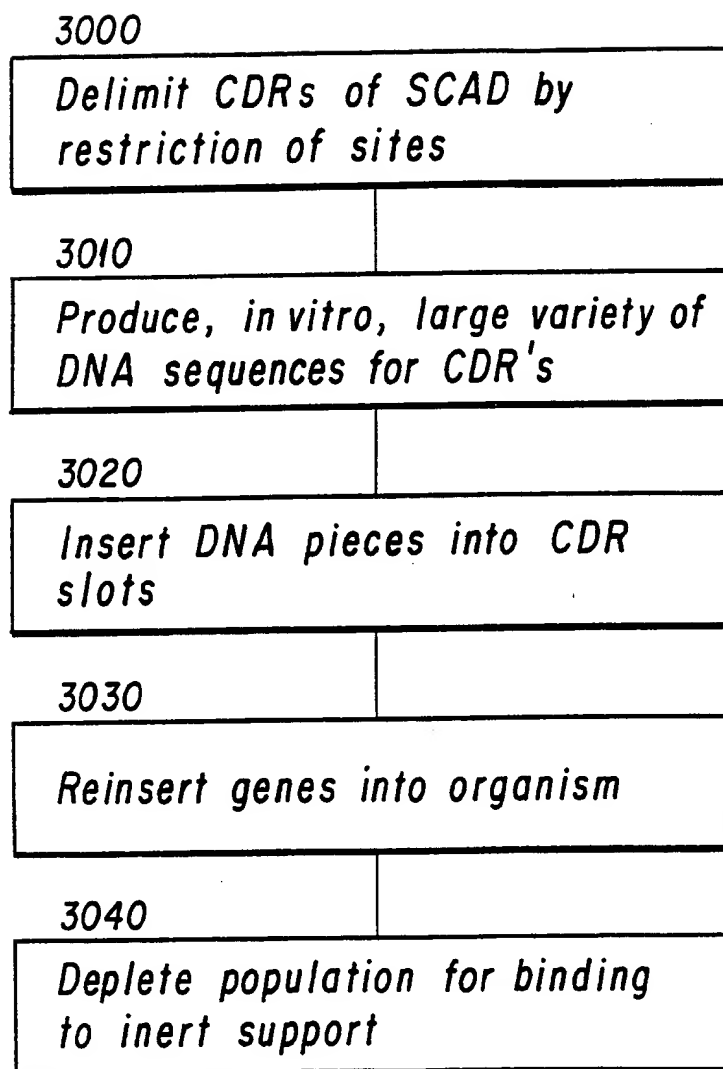 3000
Delimit CDRs of SCAD by
restriction of sites
3010
Produce, in vitro, large variety of
DNA sequences for CDR's
3020
Insert DNA pieces into CDR
slots
3030
Reinsert genes into organism
3040
Deplete population for binding
to inert support